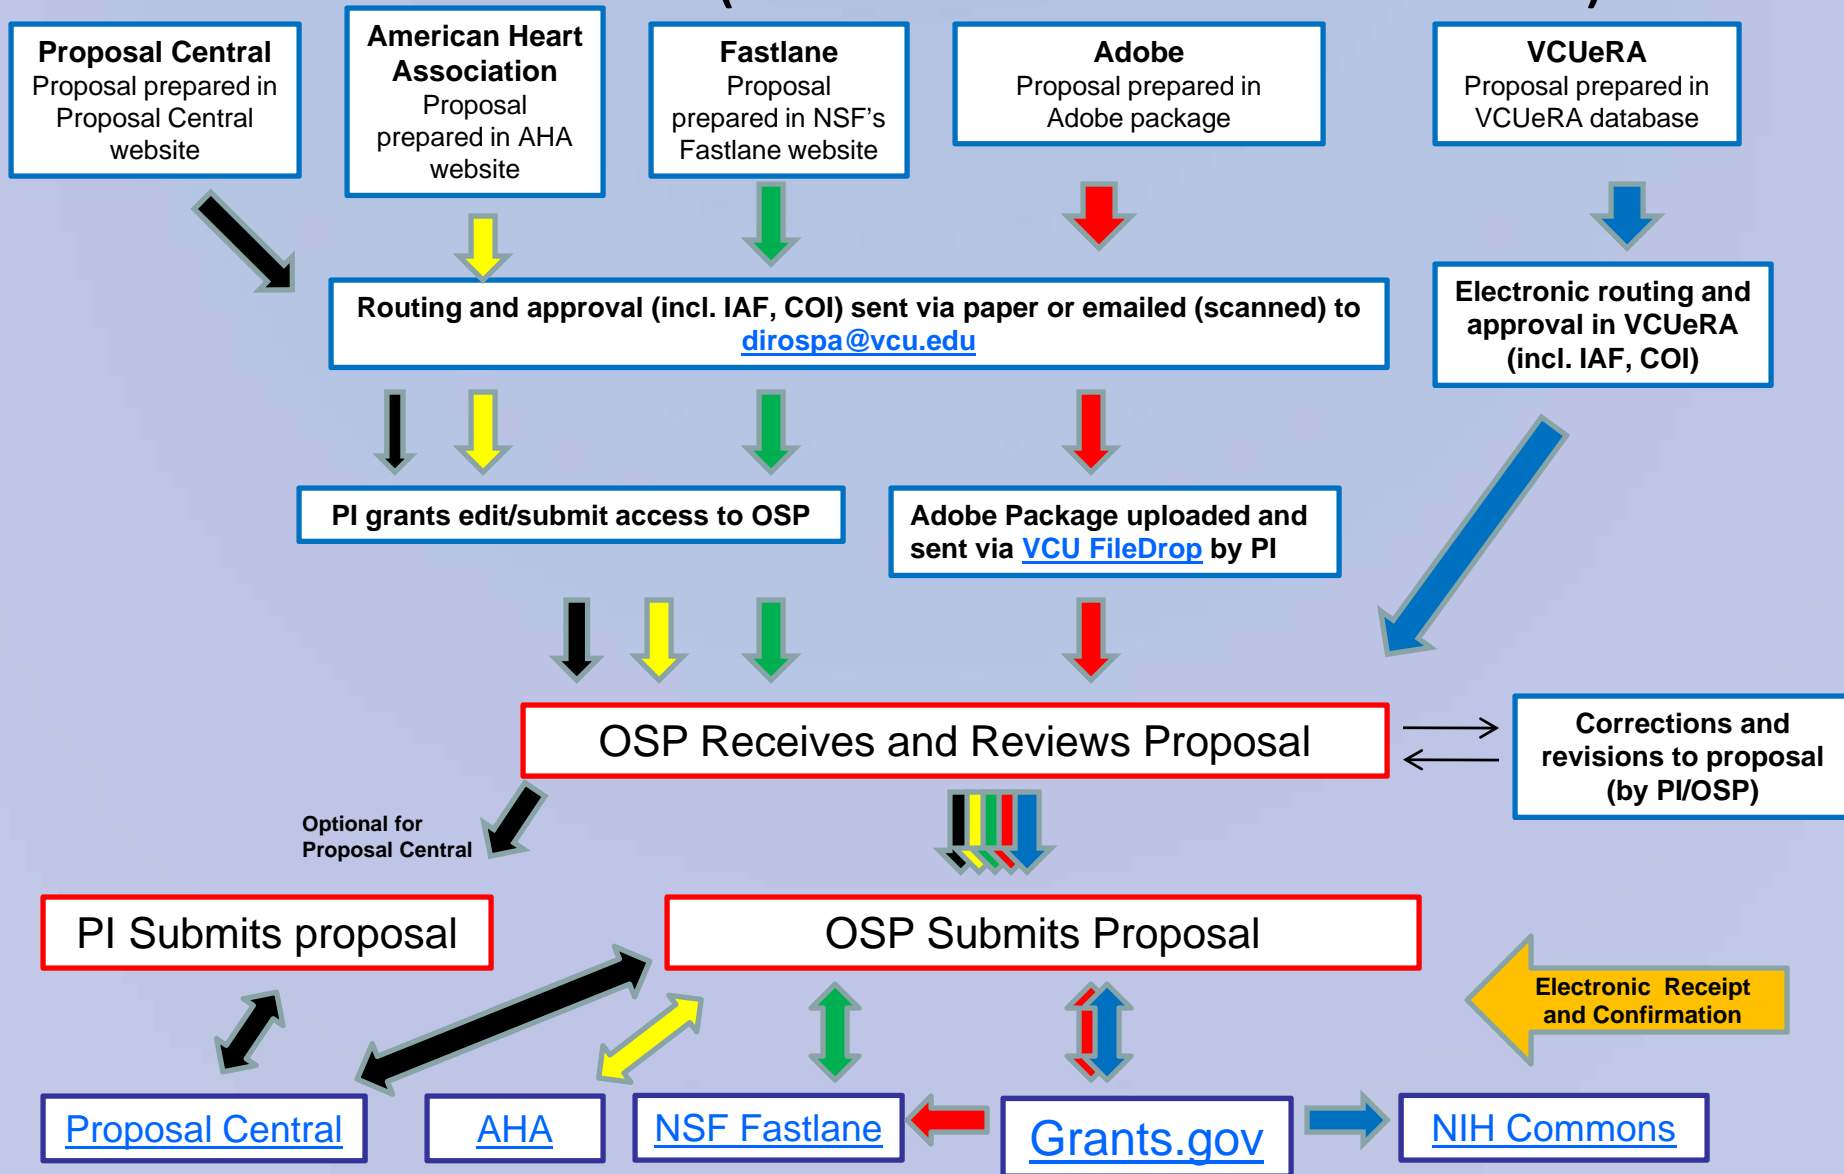 Proposal Central
Proposal prepared in
Proposal Central
website
American Heart
Association
Proposal
prepared in AHA
website
Fastlane
Proposal
prepared in NSF's
Fastlane website
Adobe
Proposal prepared in
Adobe package
VCUeRA
Proposal prepared in
VCUeRA database
Routing and approval (incl. IAF, COI) sent via paper or emailed (scanned) to
dirospa@vcu.edu
Electronic routing and
approval in VCUeRA
(incl. IAF, COI)
PI grants edit/submit access to OSP
Adobe Package uploaded and
sent via VCU FileDrop by PI
OSP Receives and Reviews Proposal
Corrections and
revisions to proposal
(by PI/OSP)
Optional for
Proposal Central
PI Submits proposal
OSP Submits Proposal
Electronic Receipt
and Confirmation
Proposal Central
AHA
NSF Fastlane
Grants.gov
NIH Commons